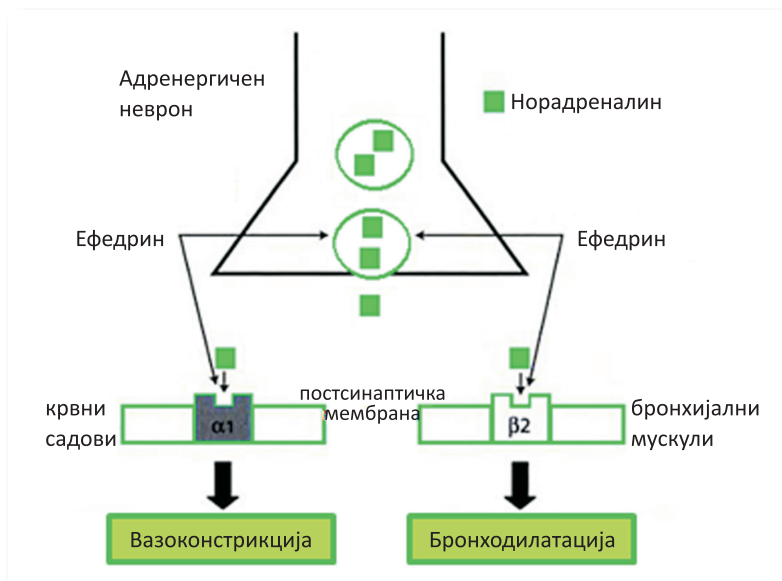 Адренергичен
неврон
Норадреналин
Ефедрин
Ефедрин
крвни
садови
α1
постсинаптичка
мембрана
β2
бронхијални
мускули
Вазоконстрикција
Бронходилатација